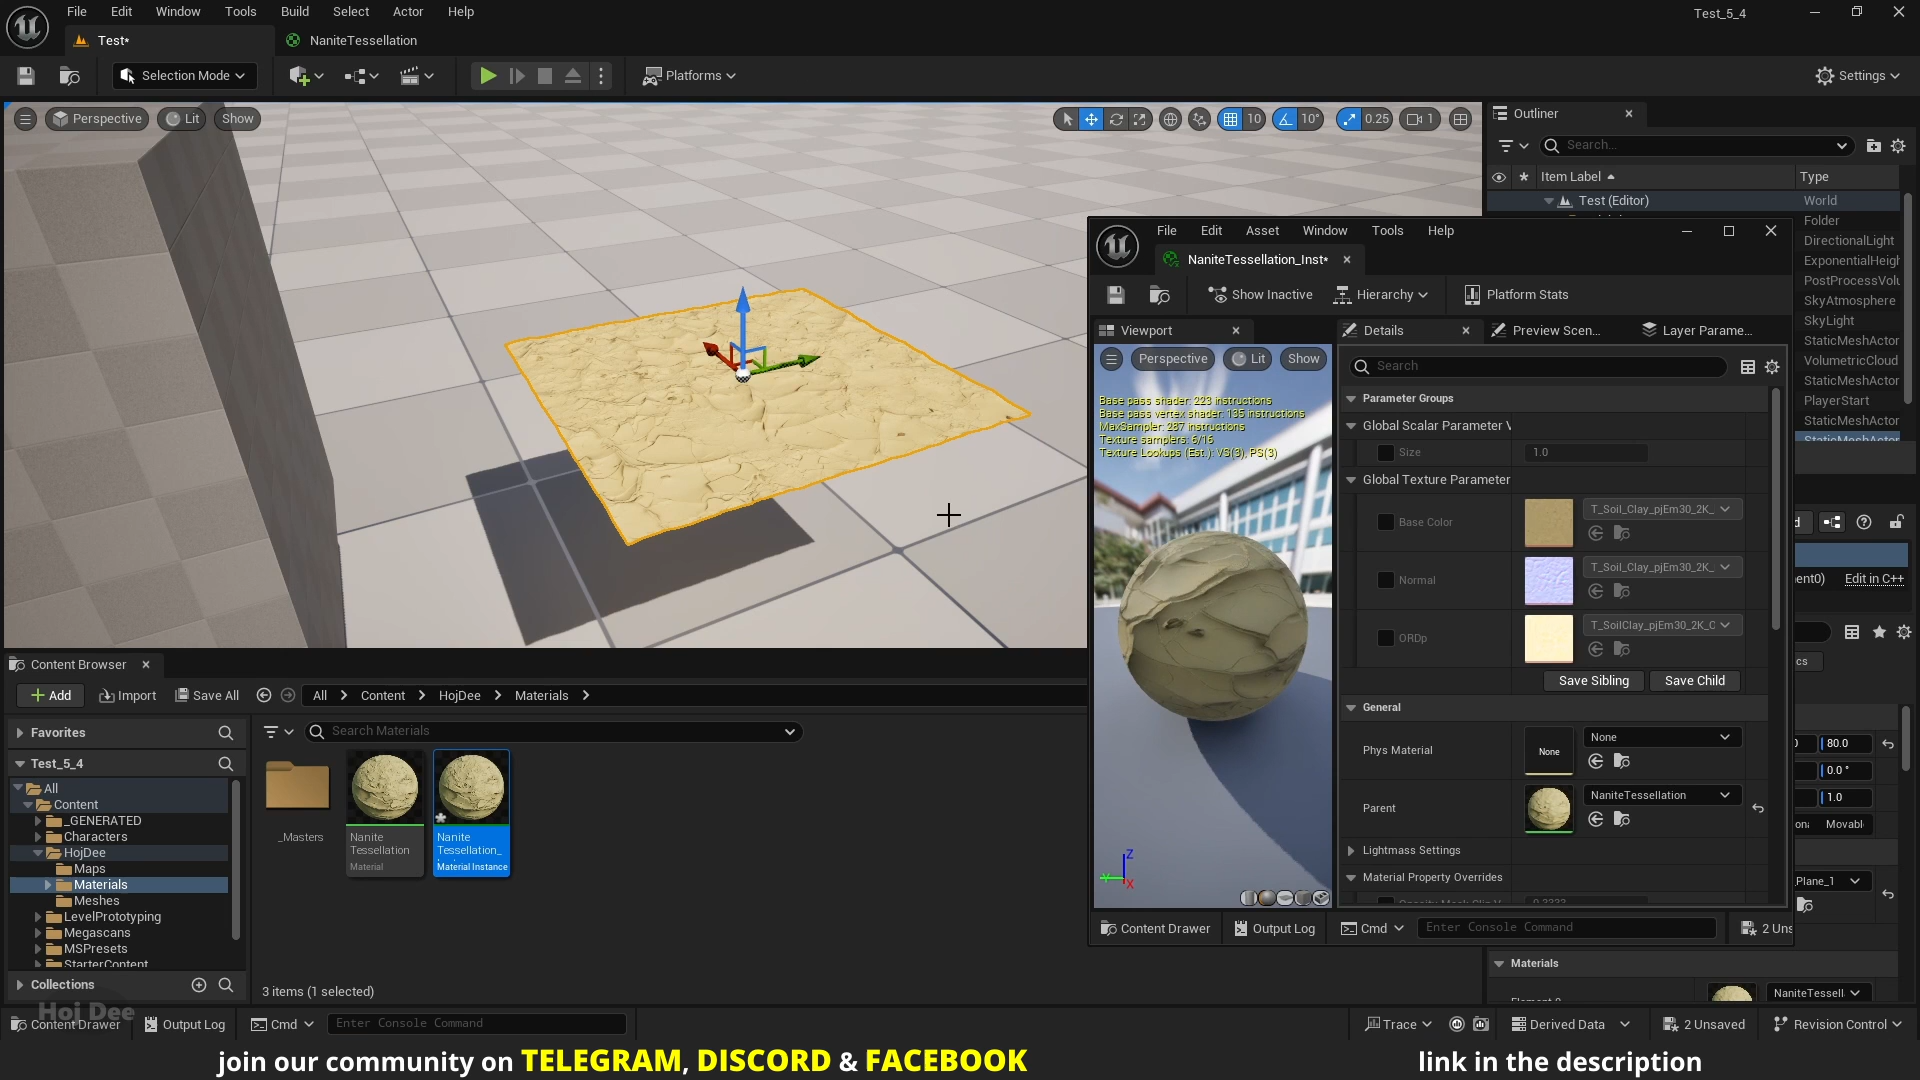 File Edit Window Tools Build Select Actor Help
Test_5_4
Test*
NaniteTessellation
Selection Mode
Platforms
Settings
Perspective
Lit
Show
10
10°
0.25
1
Outliner
Search...
Item Label
Type
Test (Editor)
World
Folder
DirectionalLight
ExponentialHeigh
PostProcessVolu
SkyAtmosphere
SkyLight
StaticMeshActor
VolumetricCloud
StaticMeshActor
PlayerStart
StaticMeshActor
StaticMeshActor
File Edit Asset Window Tools Help
NaniteTessellation_Inst*
Show Inactive
Hierarchy
Platform Stats
Viewport
Details
Preview Scen...
Layer Parame...
Perspective
Lit
Show
Search
Base pass shader: 223 instructions
Base pass vertex shader: 135 instructions
MaxSampler: 287 instructions
Texture samplers: 6/16
Texture Lookups (Est.): VS(3), PS(3)
Parameter Groups
Global Scalar Parameter V
Size
1.0
Global Texture Parameter
Base Color
T_Soil_Clay_pjEm30_2K_
Normal
T_Soil_Clay_pjEm30_2K_
ORDp
T_SoilClay_pjEm30_2K_C
Save Sibling
Save Child
General
Phys Material
None
None
Parent
NaniteTessellation
Lightmass Settings
Material Property Overrides
Z
Y
X
Content Drawer
Output Log
Cmd
Enter Console Command
2 Uns
d
nent0)
Edit in C++
cs
80.0
0.0 °
1.0
Movabl
Plane_1
Materials
NaniteTessell
Content Browser
Add
Import
Save All
All
Content
HojDee
Materials
Favorites
Search Materials
Test_5_4
All
Content
_GENERATED
Characters
HojDee
Maps
Materials
Meshes
LevelPrototyping
Megascans
MSPresets
StarterContent
Collections
_Masters
Nanite
Tessellation
Material
Nanite
Tessellation_
Material Instance
3 items (1 selected)
Hoj Dee
Content Drawer
Output Log
Cmd
Enter Console Command
Trace
Derived Data
2 Unsaved
Revision Control
join our community on TELEGRAM, DISCORD & FACEBOOK
link in the description